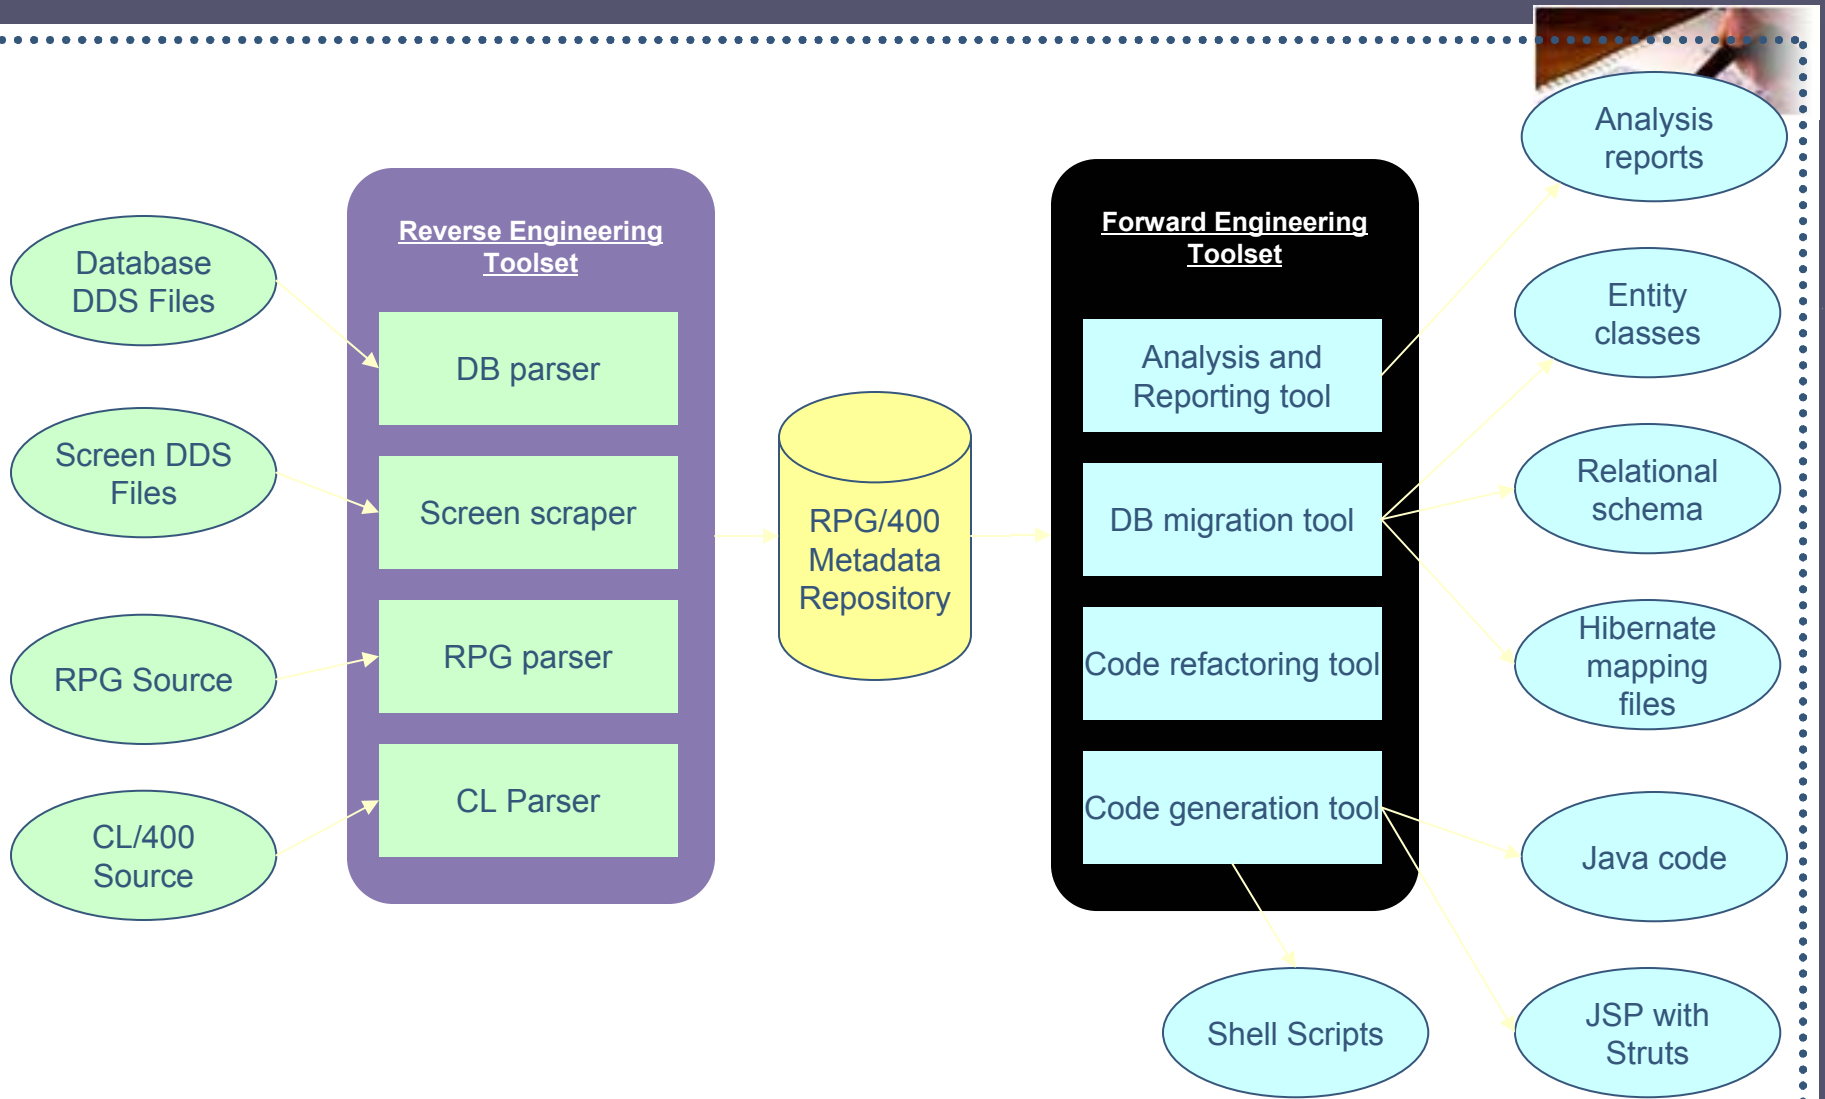 Database
DDS Files
Screen DDS
Files
RPG Source
CL/400
Source
Reverse Engineering
Toolset
DB parser
Screen scraper
RPG parser
CL Parser
RPG/400
Metadata
Repository
Forward Engineering
Toolset
Analysis and
Reporting tool
DB migration tool
Code refactoring tool
Code generation tool
Analysis
reports
Entity
classes
Relational
schema
Hibernate
mapping
files
Java code
JSP with
Struts
Shell Scripts